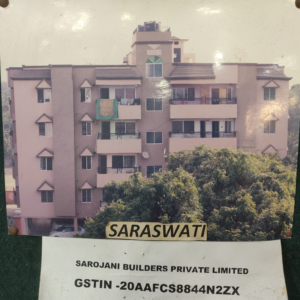 SARASWATI
SAROJANI BUILDERS PRIVATE LIMITED
GSTIN -20AAFCS8844N2ZX